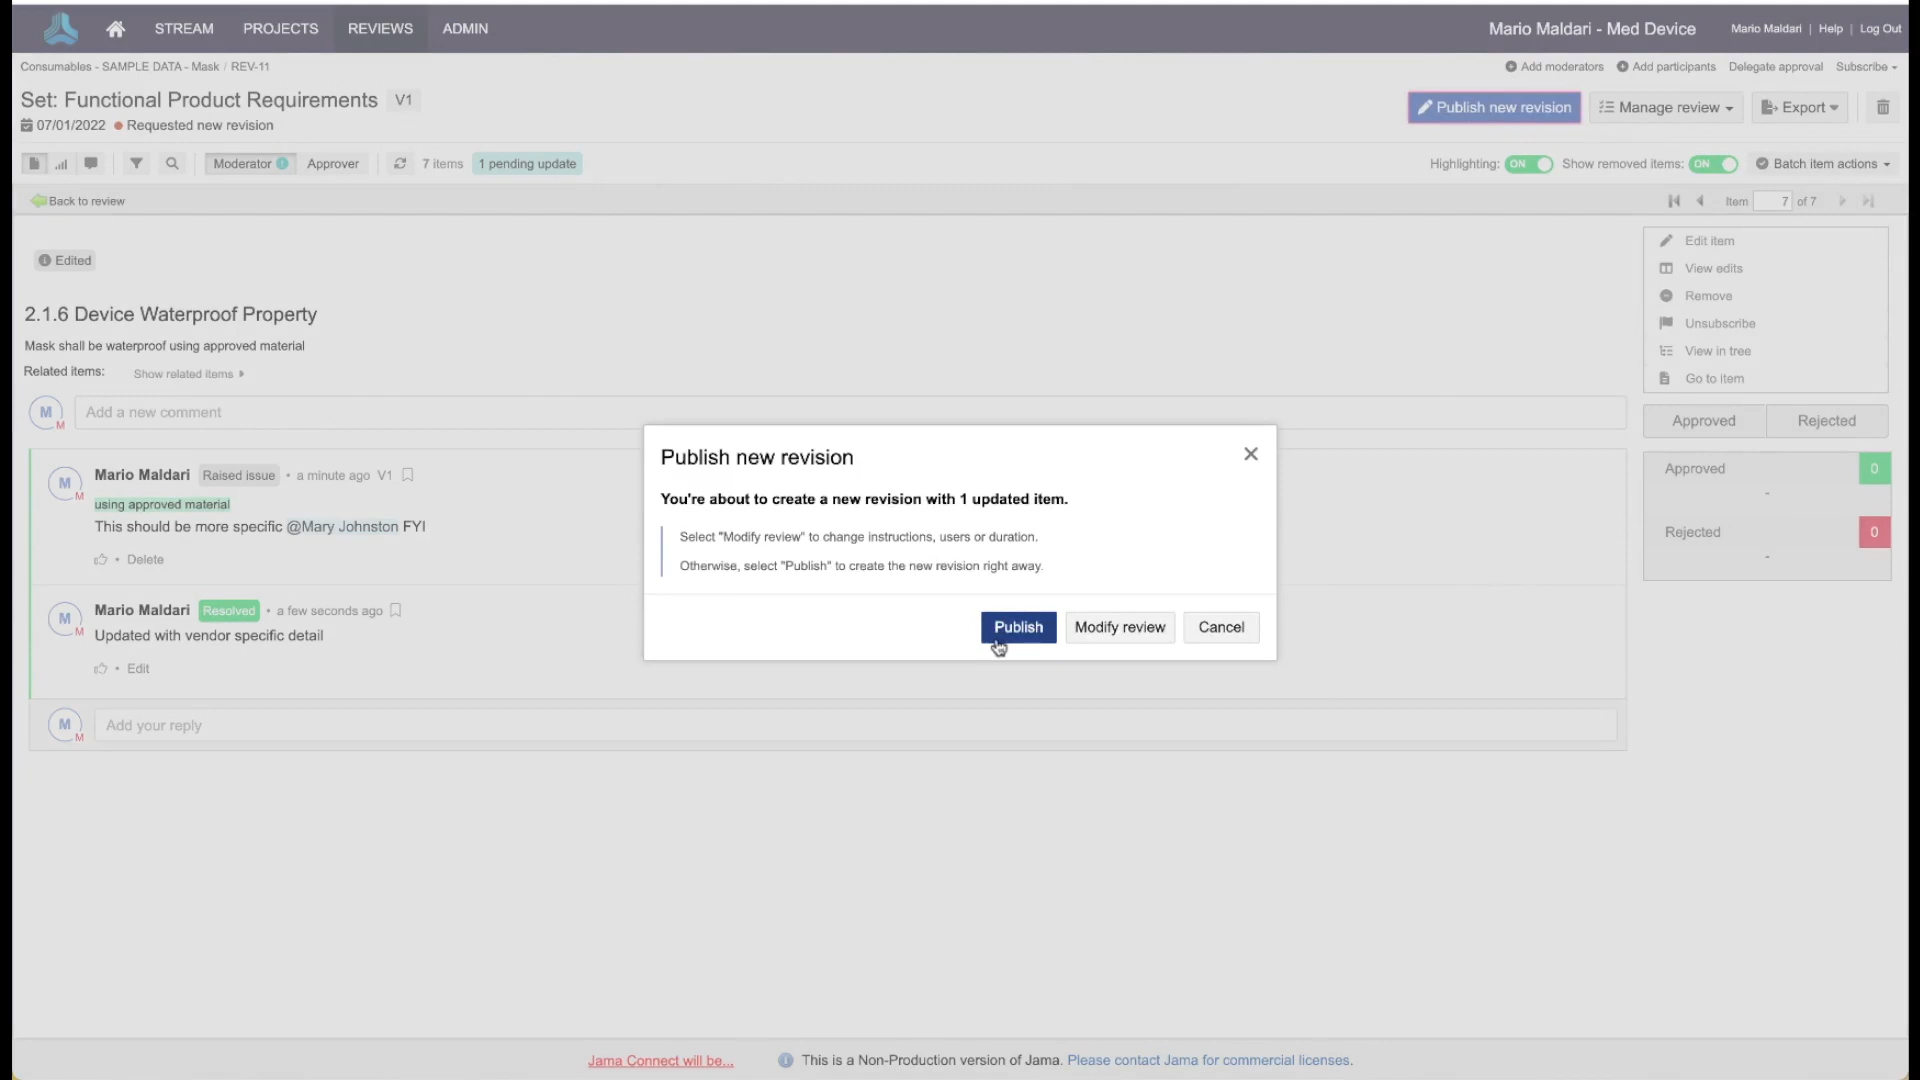 STREAM PROJECTS REVIEWS ADMIN Mario Maldari - Med Device Mario Maldari | Help | Log Out
Consumables - SAMPLE DATA - Mask / REV-11 Add moderators Add participants Delegate approval Subscribe
Set: Functional Product Requirements V1 Publish new revision Manage review Export
07/01/2022 Requested new revision
Moderator Approver 7 items 1 pending update Highlighting: ON Show removed items: ON Batch item actions
Back to review Item 7 of 7
Edit item
View edits
Remove
Unsubscribe
View in tree
Go to item
Edited
2.1.6 Device Waterproof Property
Mask shall be waterproof using approved material
Related items: Show related items
M M Add a new comment
Approved Rejected
Approved 0
-
Rejected 0
-
M M Mario Maldari Raised issue • a minute ago V1
using approved material
This should be more specific @Mary Johnston FYI
• Delete
M M Mario Maldari Resolved • a few seconds ago
Updated with vendor specific detail
• Edit
M M Add your reply
Publish new revision
You're about to create a new revision with 1 updated item.
Select "Modify review" to change instructions, users or duration.
Otherwise, select "Publish" to create the new revision right away.
Publish Modify review Cancel
Jama Connect will be... This is a Non-Production version of Jama. Please contact Jama for commercial licenses.